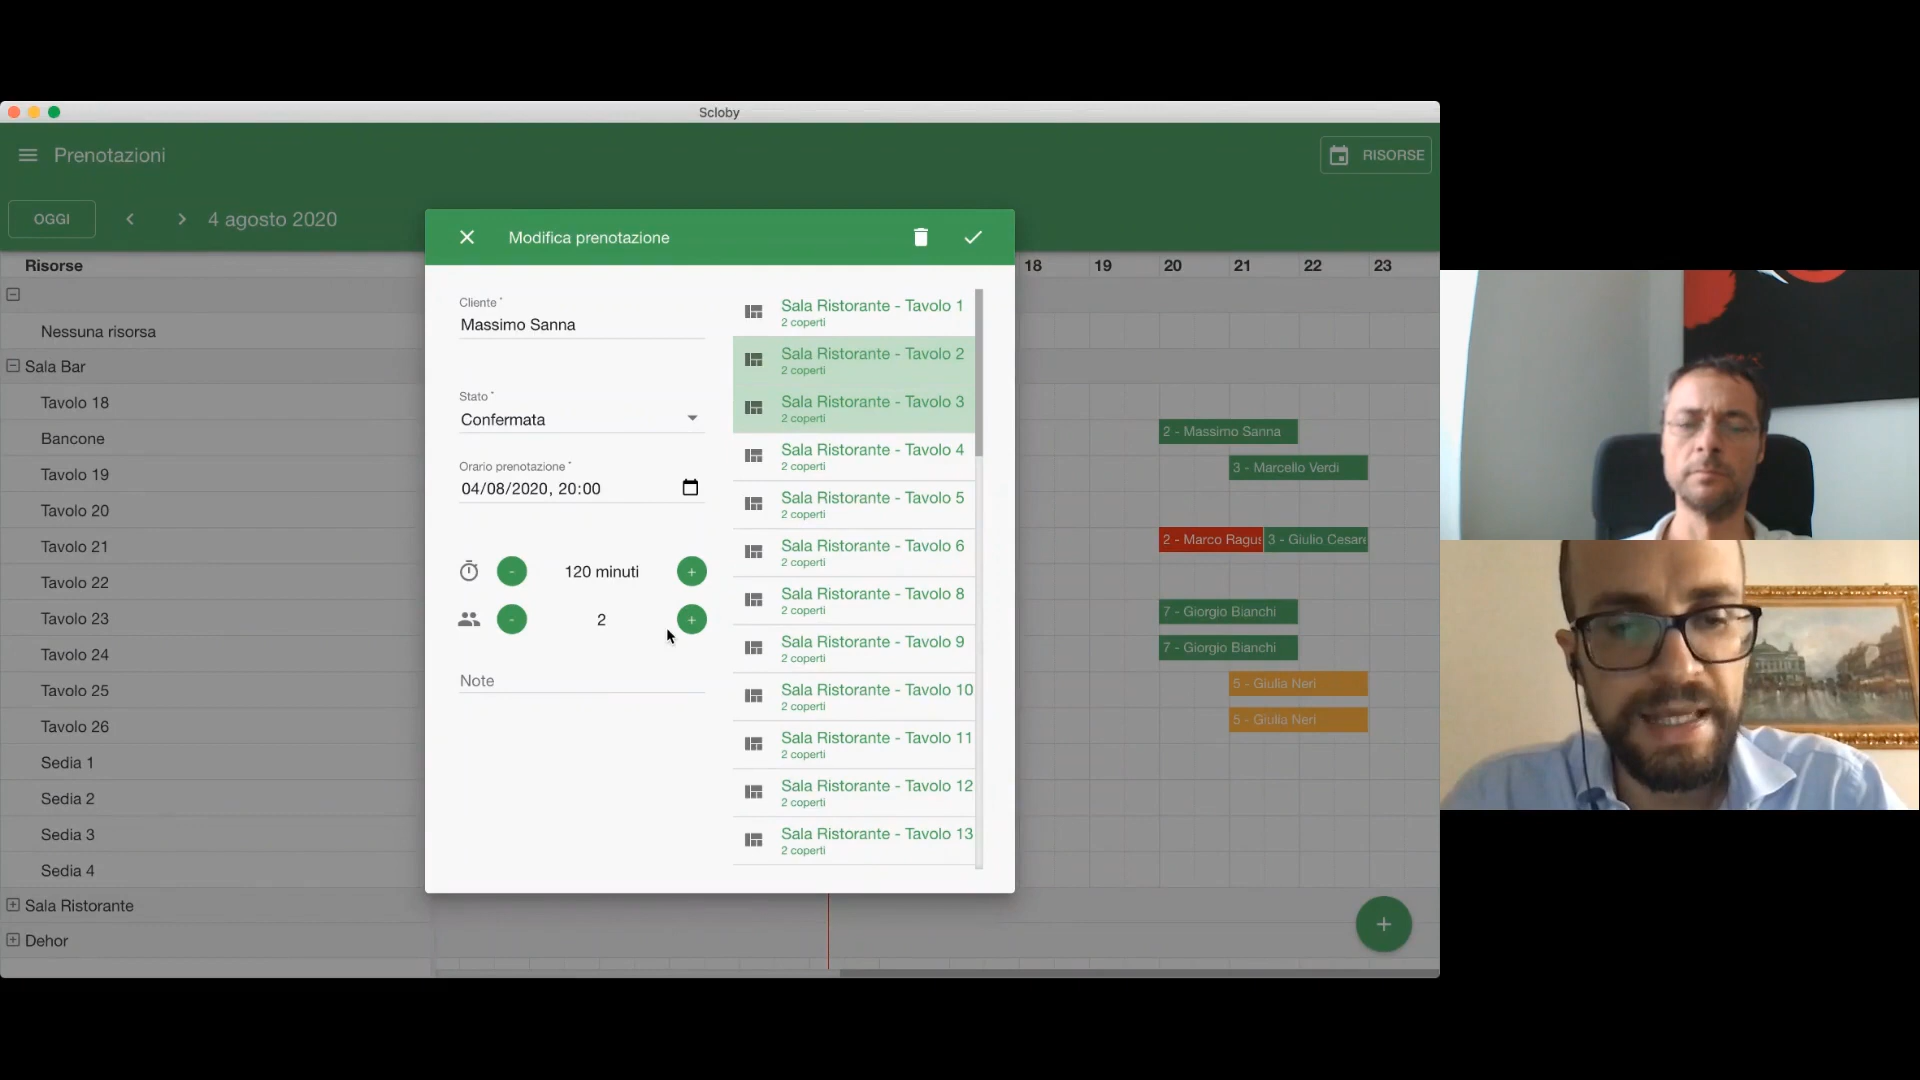 Scloby
Prenotazioni
RISORSE
OGGI
4 agosto 2020
Risorse
18 19 20 21 22 23
Nessuna risorsa
Sala Bar
Tavolo 18
Bancone
Tavolo 19
Tavolo 20
Tavolo 21
Tavolo 22
Tavolo 23
Tavolo 24
Tavolo 25
Tavolo 26
Sedia 1
Sedia 2
Sedia 3
Sedia 4
Sala Ristorante
Dehor
Modifica prenotazione
Cliente *
Massimo Sanna
Stato *
Confermata
Orario prenotazione *
04/08/2020, 20:00
- 120 minuti +
- 2 +
Note
Sala Ristorante - Tavolo 1
2 coperti
Sala Ristorante - Tavolo 2
2 coperti
Sala Ristorante - Tavolo 3
2 coperti
Sala Ristorante - Tavolo 4
2 coperti
Sala Ristorante - Tavolo 5
2 coperti
Sala Ristorante - Tavolo 6
2 coperti
Sala Ristorante - Tavolo 8
2 coperti
Sala Ristorante - Tavolo 9
2 coperti
Sala Ristorante - Tavolo 10
2 coperti
Sala Ristorante - Tavolo 11
2 coperti
Sala Ristorante - Tavolo 12
2 coperti
Sala Ristorante - Tavolo 13
2 coperti
2 - Massimo Sanna
3 - Marcello Verdi
2 - Marco Ragus
3 - Giulio Cesare
7 - Giorgio Bianchi
7 - Giorgio Bianchi
5 - Giulia Neri
5 - Giulia Neri
+